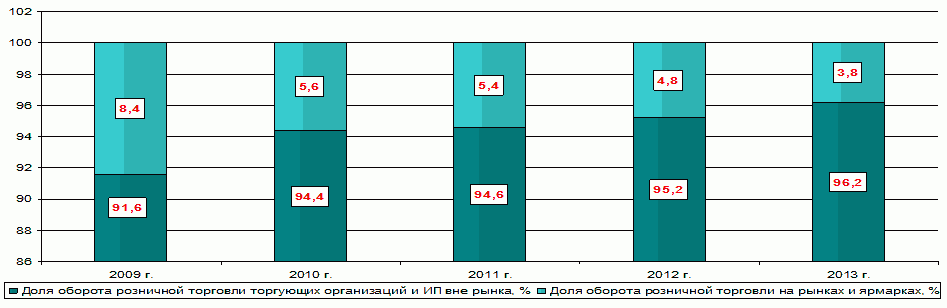 102
100
98
96
94
92
90
88
86
8,4
5,6
5,4
4,8
3,8
91,6
94,4
94,6
95,2
96,2
2009 г.
2010 г.
2011 г.
2012 г.
2013 г.
Доля оборота розничной торговли торгующих организаций и ИП вне рынка, %
Доля оборота розничной торговли на рынках и ярмарках, %